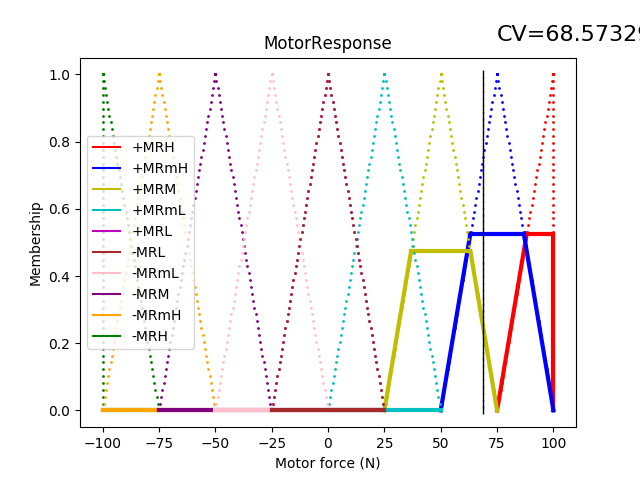 CV=68.57329
MotorResponse
Membership
1.0
0.8
0.6
0.4
0.2
0.0
+MRH
+MRmH
+MRM
+MRmL
+MRL
-MRL
-MRmL
-MRM
-MRmH
-MRH
−100 −75 −50 −25 0 25 50 75 100
Motor force (N)